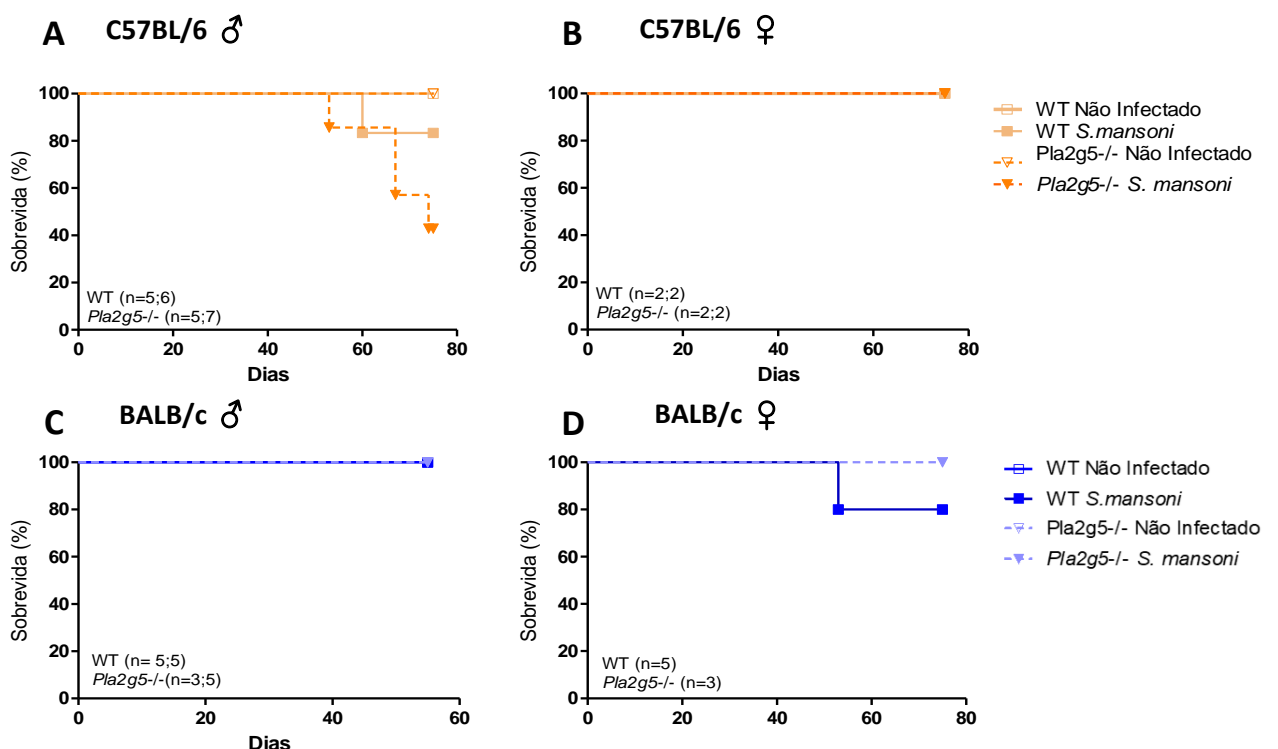 A C57BL/6 ♂
Sobrevida (%)
100
80
60
40
20
0
WT (n=5;6)
Pla2g5-/- (n=5;7)
0 20 40 60 80
Dias
B C57BL/6 ♀
Sobrevida (%)
100
80
60
40
20
0
WT (n=2;2)
Pla2g5-/- (n=2;2)
0 20 40 60 80
Dias
WT Não Infectado
WT S.mansoni
Pla2g5-/- Não Infectado
Pla2g5-/- S. mansoni
C BALB/c ♂
Sobrevida (%)
100
80
60
40
20
0
WT (n= 5;5)
Pla2g5-/-(n=3;5)
0 20 40 60
Dias
D BALB/c ♀
Sobrevida (%)
100
80
60
40
20
0
WT (n=5)
Pla2g5-/- (n=3)
0 20 40 60 80
Dias
WT Não Infectado
WT S.mansoni
Pla2g5-/- Não Infectado
Pla2g5-/- S. mansoni